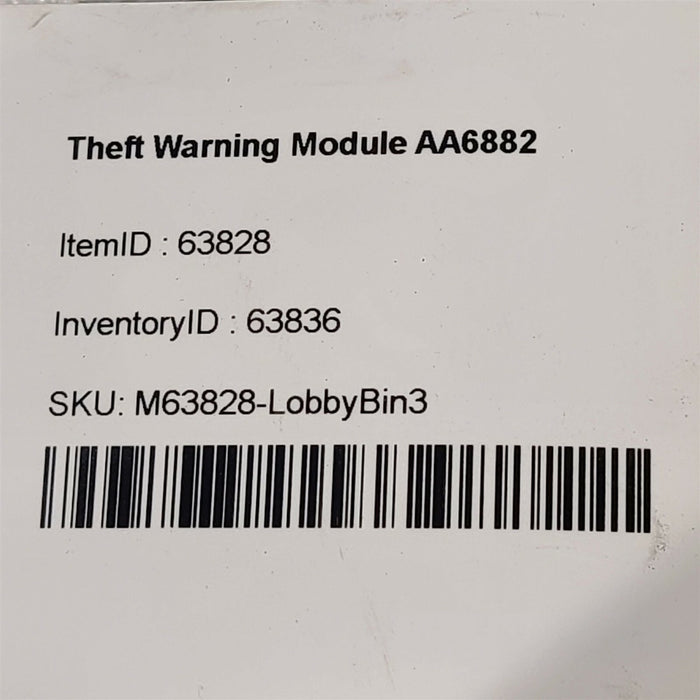 Theft Warning Module AA6882
ItemID : 63828
InventoryID : 63836
SKU: M63828-LobbyBin3